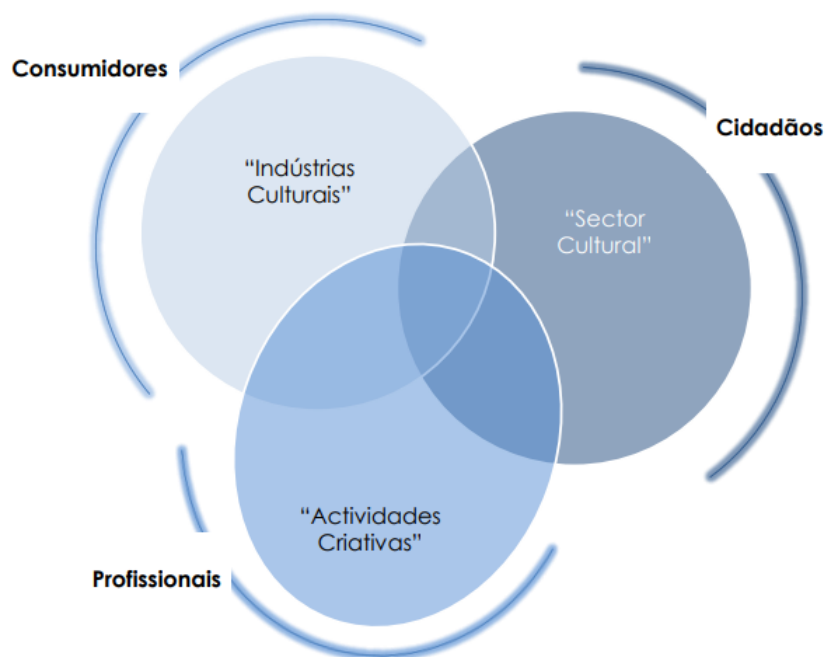 Consumidores
Cidadãos
“Indústrias
Culturais”
“Sector
Cultural”
“Actividades
Criativas”
Profissionais